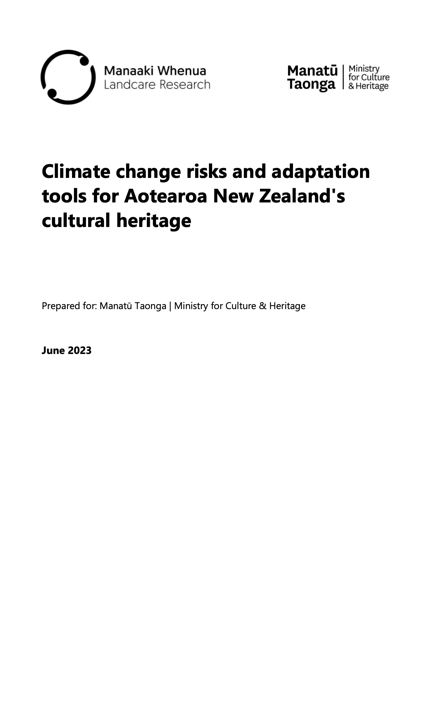 Manaaki Whenua
Landcare Research
Manatū
Taonga
Ministry
for Culture
& Heritage
Climate change risks and adaptation
tools for Aotearoa New Zealand's
cultural heritage
Prepared for: Manatū Taonga | Ministry for Culture & Heritage
June 2023